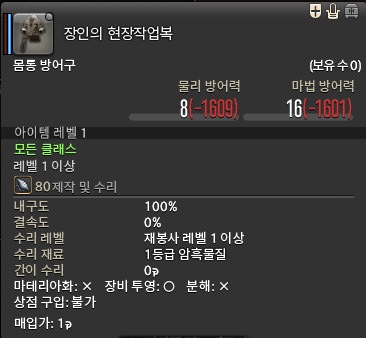 장인의 현장작업복
몸통 방어구 (보유 수 0)
물리 방어력 마법 방어력
8(-1609) 16(-1601)
아이템 레벨 1
모든 클래스
레벨 1 이상
80제작 및 수리
내구도 100%
결속도 0%
수리 레벨 재봉사 레벨 1 이상
수리 재료 1등급 암흑물질
간이 수리 0
마테리아화: × 장비 투영: ○ 분해: ×
상점 구입: 불가
매입가: 1